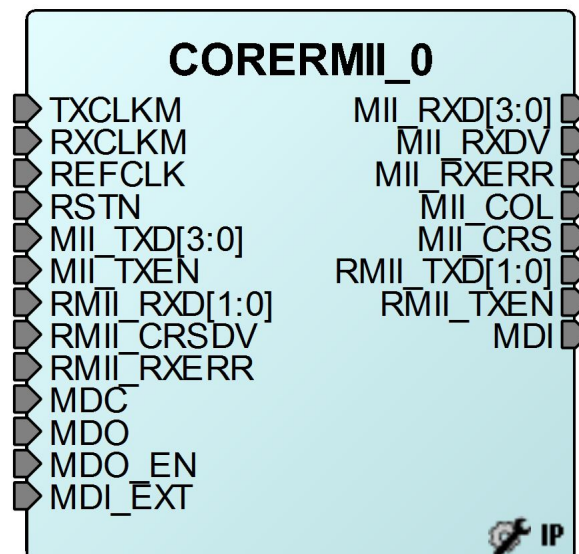 CORERMII_0
TXCLKM
RXCLKM
REFCLK
RSTN
MII_TXD[3:0]
MII_TXEN
RMII_RXD[1:0]
RMII_CRSDV
RMII_RXERR
MDC
MDO
MDO_EN
MDI_EXT
MII_RXD[3:0]
MII_RXDV
MII_RXERR
MII_COL
MII_CRS
RMII_TXD[1:0]
RMII_TXEN
MDI
IP